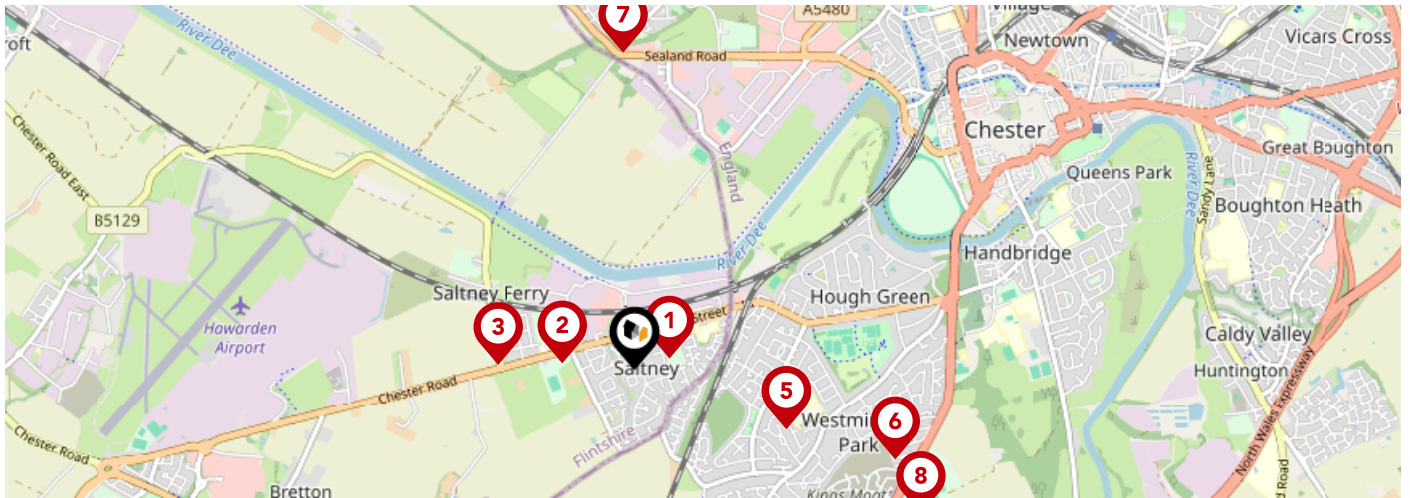 7
A5480
Village
Newtown
Vicars Cross
oft
River Dee
Sealand Road
Chester
Great Boughton
Chester Road East
England
Queens Park
River Dee
Sandy Lane
B5129
Boughton Heath
River Dee
Handbridge
Saltney Ferry
Hough Green
Hawarden
Airport
3
2
1
Street
Caldy Valley
Saltney
Huntington
Chester Road
5
6
Westmi
Park
Chester Road
Flintshire
North Wales Expressway
8
Bretton
Kings Moat
d Road